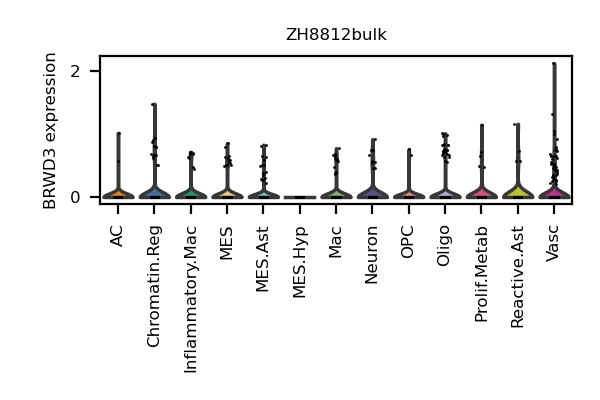 ZH8812bulk
BRWD3 expression
2
0
AC
Chromatin.Reg
Inflammatory.Mac
MES
MES.Ast
MES.Hyp
Mac
Neuron
OPC
Oligo
Prolif.Metab
Reactive.Ast
Vasc